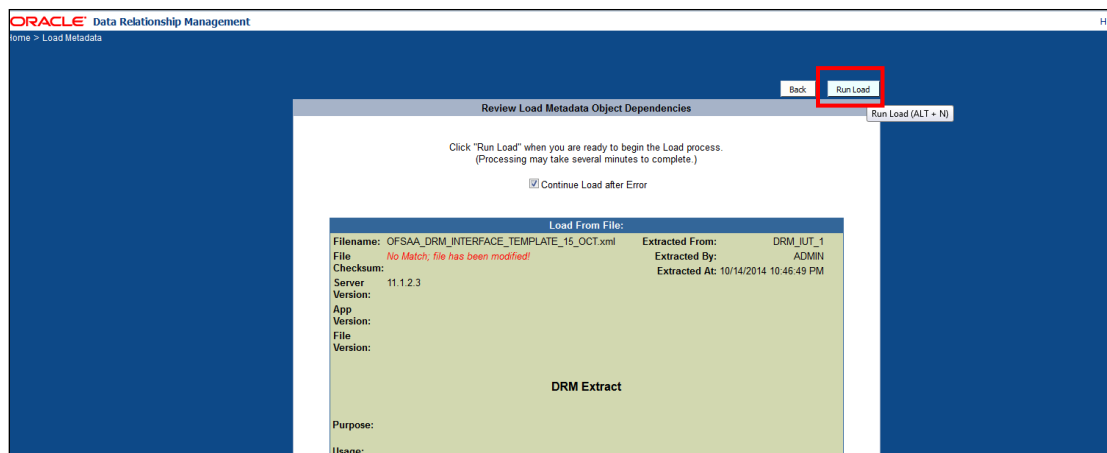 ORACLE Data Relationship Management
H
Home > Load Metadata
Back Run Load
Review Load Metadata Object Dependencies
Run Load (ALT + N)
Click "Run Load" when you are ready to begin the Load process.
(Processing may take several minutes to complete.)
Continue Load after Error
Load From File:
Filename: OFSAA_DRM_INTERFACE_TEMPLATE_15_OCT.xml Extracted From: DRM_IUT_1
File Checksum: No Match; file has been modified! Extracted By: ADMIN
Extracted At: 10/14/2014 10:46:49 PM
Server Version: 11.1.2.3
App Version:
File Version:
DRM Extract
Purpose:
Usage: